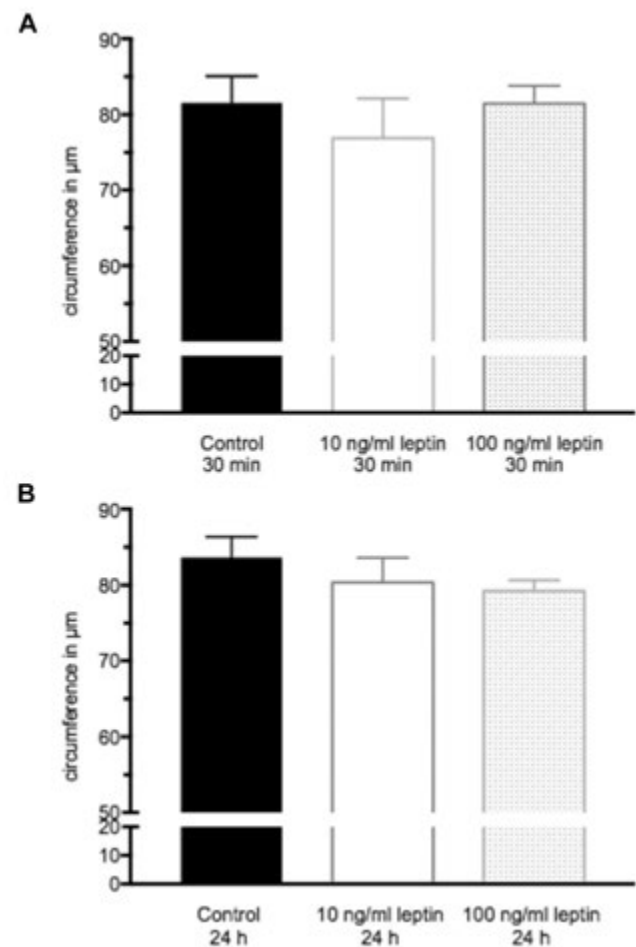 A
circumference in µm
90
80
70
60
50
20
10
0
Control
30 min
10 ng/ml leptin
30 min
100 ng/ml leptin
30 min
B
circumference in µm
90
80
70
60
50
20
10
0
Control
24 h
10 ng/ml leptin
24 h
100 ng/ml leptin
24 h